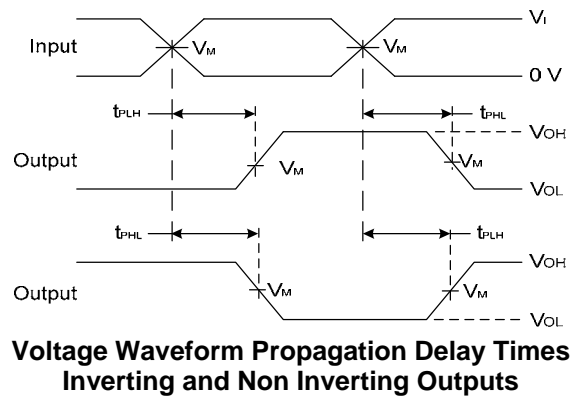 Vı
Input VM VM
0 V
tPLH tPHL
VOH
Output VM VM
VOL
tPHL tPLH
VOH
Output VM VM
VOL
Voltage Waveform Propagation Delay Times
Inverting and Non Inverting Outputs